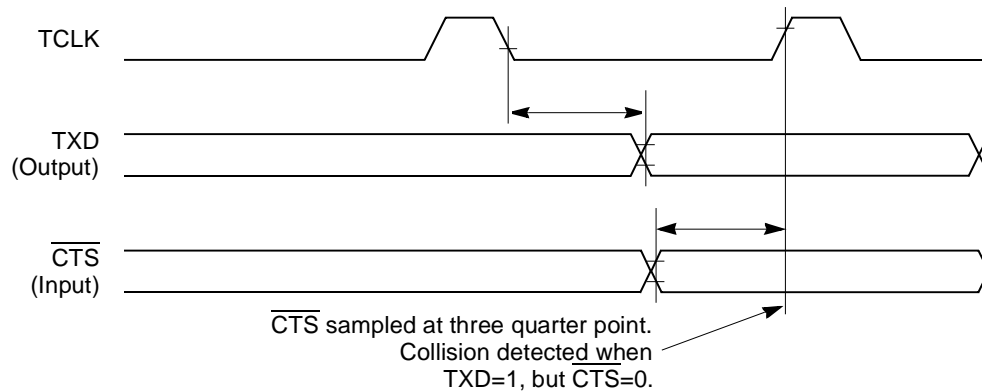 TCLK
TXD
(Output)
CTS
(Input)
CTS sampled at three quarter point.
Collision detected when
TXD=1, but CTS=0.